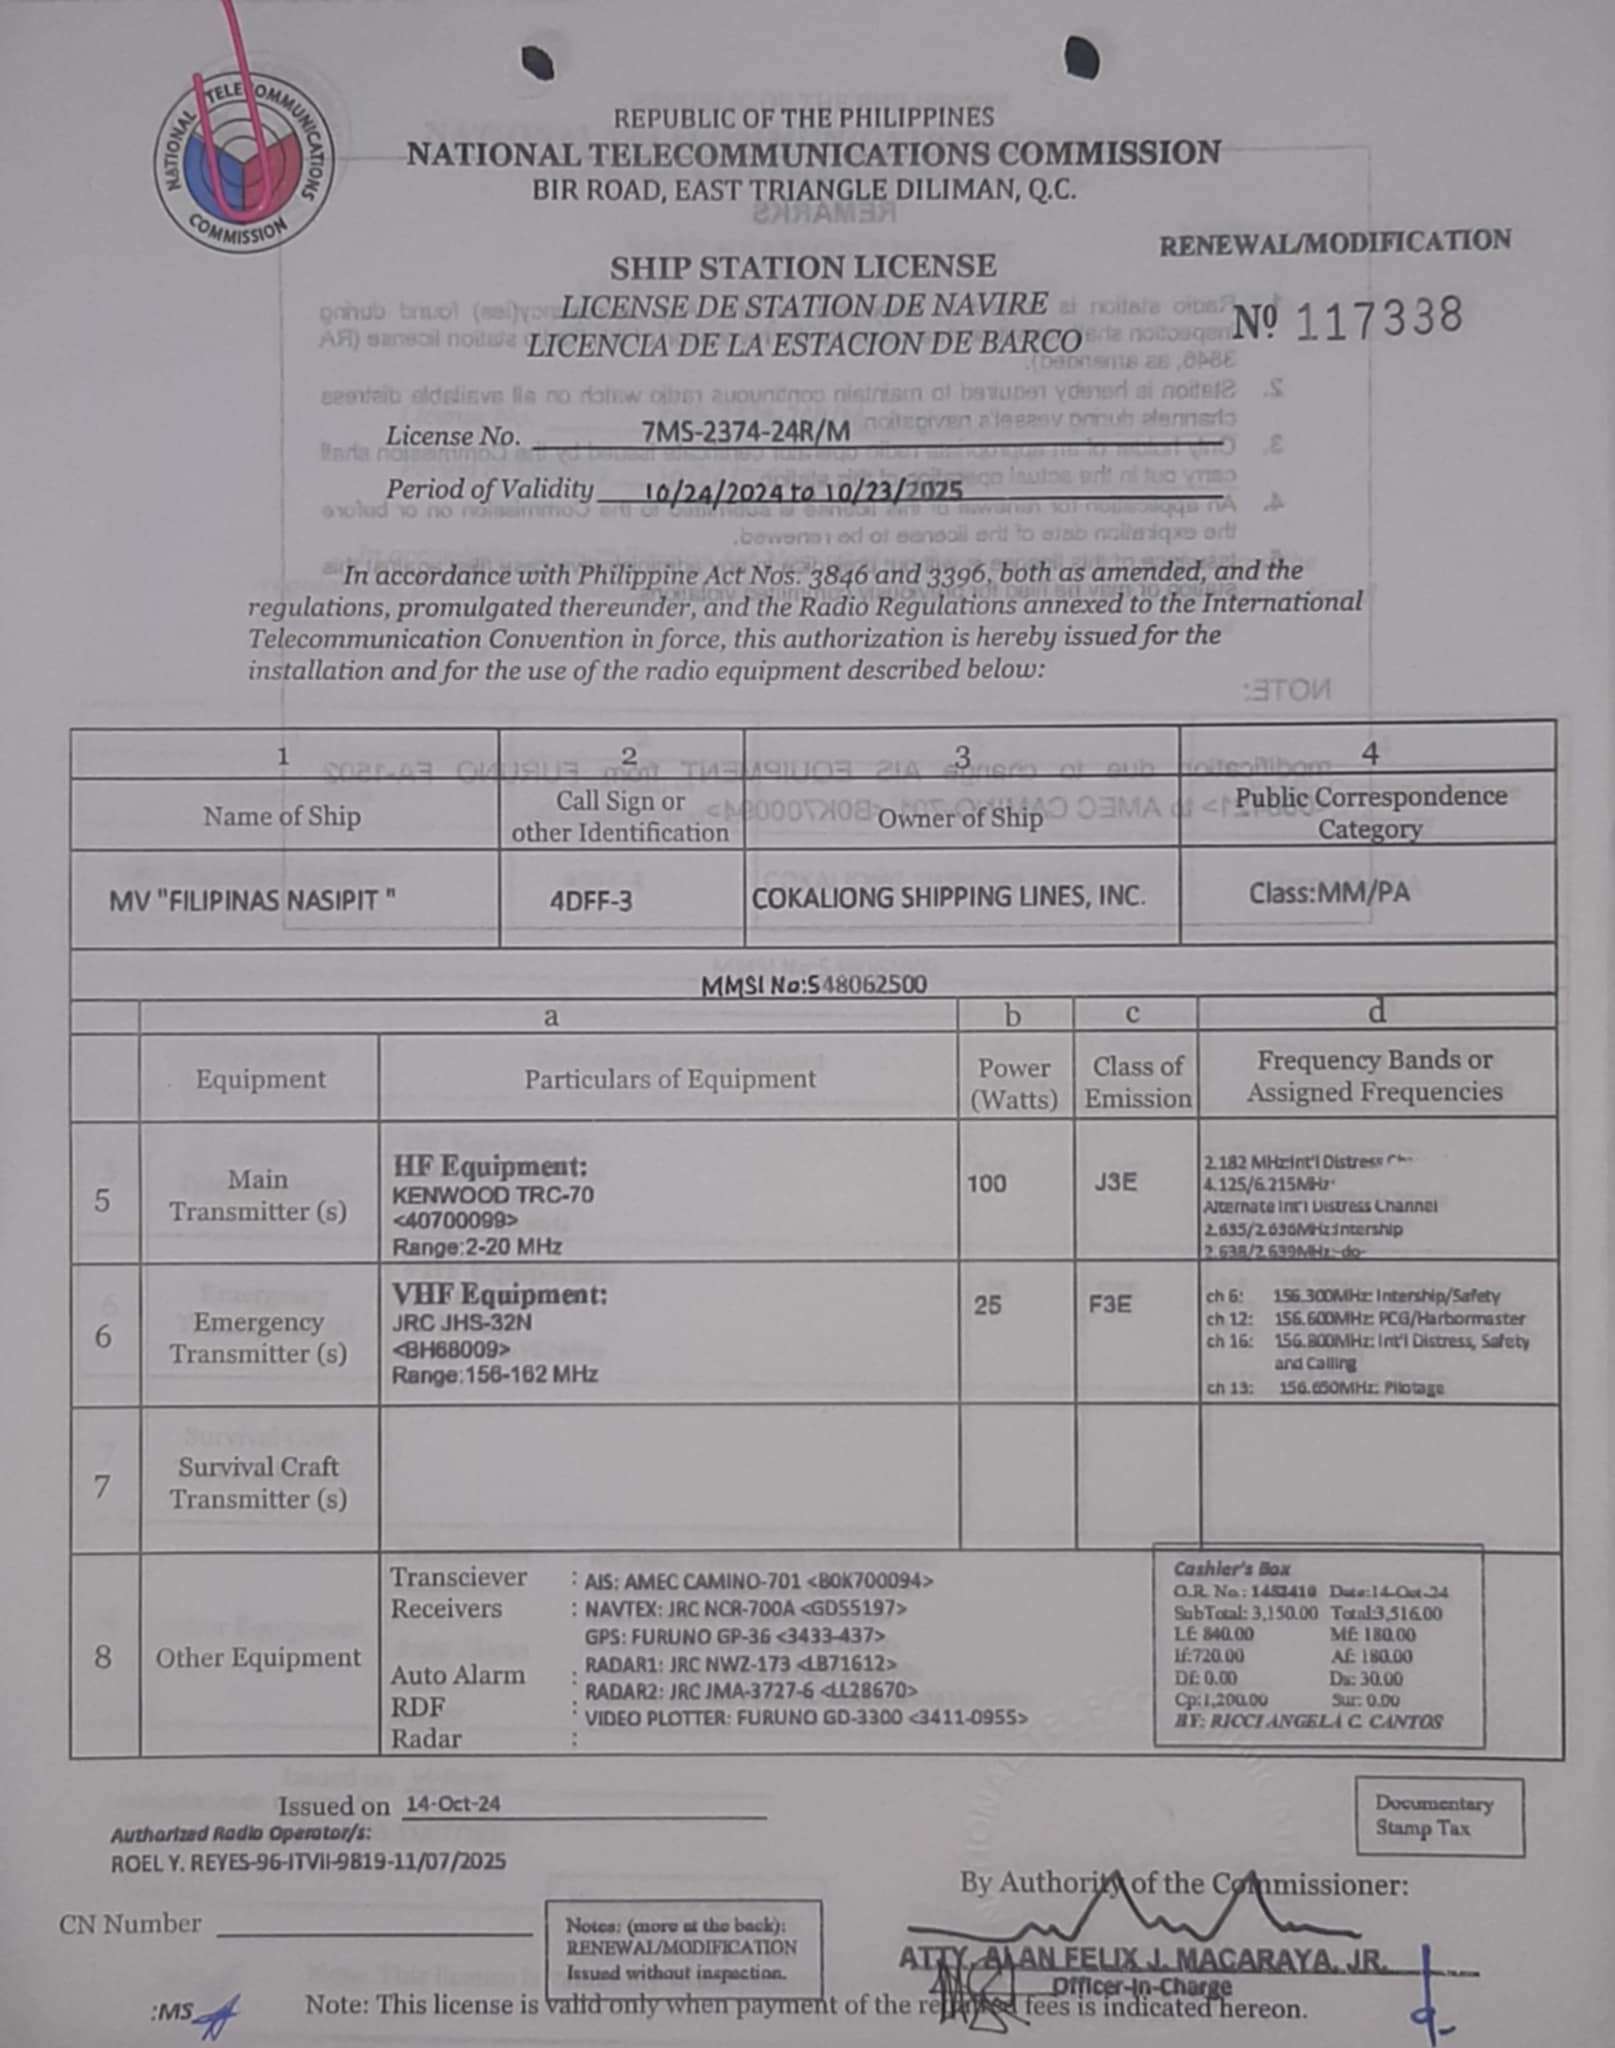 NATIONAL TELECOMMUNICATIONS COMMISSION
REPUBLIC OF THE PHILIPPINES
NATIONAL TELECOMMUNICATIONS COMMISSION
BIR ROAD, EAST TRIANGLE DILIMAN, Q.C.
RENEWAL/MODIFICATION
SHIP STATION LICENSE
LICENSE DE STATION DE NAVIRE
LICENCIA DE LA ESTACION DE BARCO
Nº 117338
License No. 7MS-2374-24R/M
Period of Validity 10/24/2024 to 10/23/2025
In accordance with Philippine Act Nos. 3846 and 3396, both as amended, and the
regulations, promulgated thereunder, and the Radio Regulations annexed to the International
Telecommunication Convention in force, this authorization is hereby issued for the
installation and for the use of the radio equipment described below:
1 2 3 4
Name of Ship
Call Sign or
other Identification
Owner of Ship
Public Correspondence
Category
MV "FILIPINAS NASIPIT " 4DFF-3 COKALIONG SHIPPING LINES, INC. Class:MM/PA
MMSI No:548062500
a b c d
Equipment
Particulars of Equipment
Power
(Watts)
Class of
Emission
Frequency Bands or
Assigned Frequencies
5
Main
Transmitter (s)
HF Equipment:
KENWOOD TRC-70
<40700099>
Range:2-20 MHz
100
J3E
2.182 MHz:Int'l Distress
4.125/6.215MHz
Alternate Int'l Distress Channel
2.635/2.636MHz:Intership
2.638/2.639MHz:-do-
6
Emergency
Transmitter (s)
VHF Equipment:
JRC JHS-32N
<BH68009>
Range:156-162 MHz
25
F3E
ch 6: 156.300MHz: Intership/Safety
ch 12: 156.600MHz: PCG/Harbormaster
ch 16: 156.800MHz: Int'l Distress, Safety
and Calling
ch 13: 156.650MHz: Pilotage
7
Survival Craft
Transmitter (s)
8
Other Equipment
Transciever : AIS: AMEC CAMINO-701 <B0K700094>
Receivers : NAVTEX: JRC NCR-700A <GD55197>
GPS: FURUNO GP-36 <3433-437>
RADAR1: JRC NWZ-173 <LB71612>
Auto Alarm :
RADAR2: JRC JMA-3727-6 <LL28670>
RDF :
VIDEO PLOTTER: FURUNO GD-3300 <3411-0955>
Radar :
Cashier's Box
O.R. No.: Date:14-Oct-24
SubTotal: 3,150.00 Total:3,516.00
Lf: 840.00 Mf: 180.00
If:720.00 Af: 180.00
Df: 0.00 Ds: 30.00
Cp:1,200.00 Sur: 0.00
BY: RICCI ANGELA C. CANTOS
Issued on 14-Oct-24
Authorized Radio Operator/s:
ROEL Y. REYES-96-ITVII-9819-11/07/2025
Documentary
Stamp Tax
By Authority of the Commissioner:
CN Number
Notes: (more at the back):
RENEWAL/MODIFICATION
Issued without inspection.
ATTY. ALAN FELIX J. MACARAYA, JR.
Officer-In-Charge
:MS
Note: This license is valid only when payment of the required fees is indicated hereon.